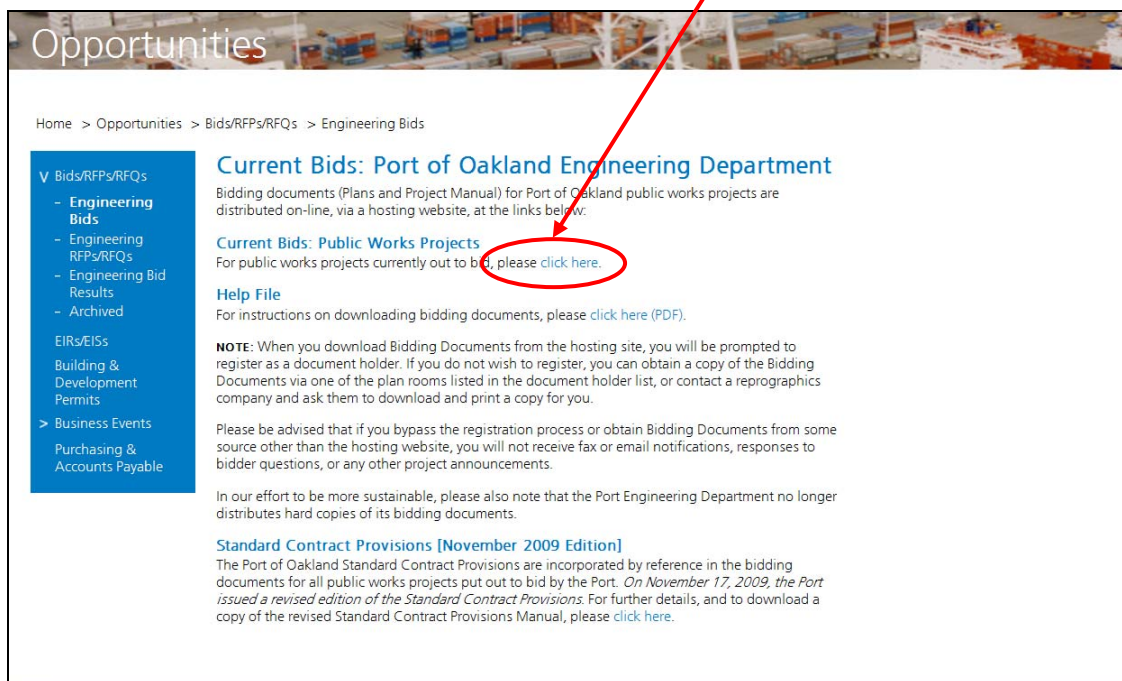 Opportunities
Home > Opportunities > Bids/RFPs/RFQs > Engineering Bids
V Bids/RFPs/RFQs
– Engineering
Bids
– Engineering
RFPs/RFQs
– Engineering Bid
Results
– Archived
EIRs/EISs
Building &
Development
Permits
> Business Events
Purchasing &
Accounts Payable
Current Bids: Port of Oakland Engineering Department
Bidding documents (Plans and Project Manual) for Port of Oakland public works projects are
distributed on-line, via a hosting website, at the links below:
Current Bids: Public Works Projects
For public works projects currently out to bid, please click here.
Help File
For instructions on downloading bidding documents, please click here (PDF).
NOTE: When you download Bidding Documents from the hosting site, you will be prompted to
register as a document holder. If you do not wish to register, you can obtain a copy of the Bidding
Documents via one of the plan rooms listed in the document holder list, or contact a reprographics
company and ask them to download and print a copy for you.
Please be advised that if you bypass the registration process or obtain Bidding Documents from some
source other than the hosting website, you will not receive fax or email notifications, responses to
bidder questions, or any other project announcements.
In our effort to be more sustainable, please also note that the Port Engineering Department no longer
distributes hard copies of its bidding documents.
Standard Contract Provisions [November 2009 Edition]
The Port of Oakland Standard Contract Provisions are incorporated by reference in the bidding
documents for all public works projects put out to bid by the Port. On November 17, 2009, the Port
issued a revised edition of the Standard Contract Provisions. For further details, and to download a
copy of the revised Standard Contract Provisions Manual, please click here.